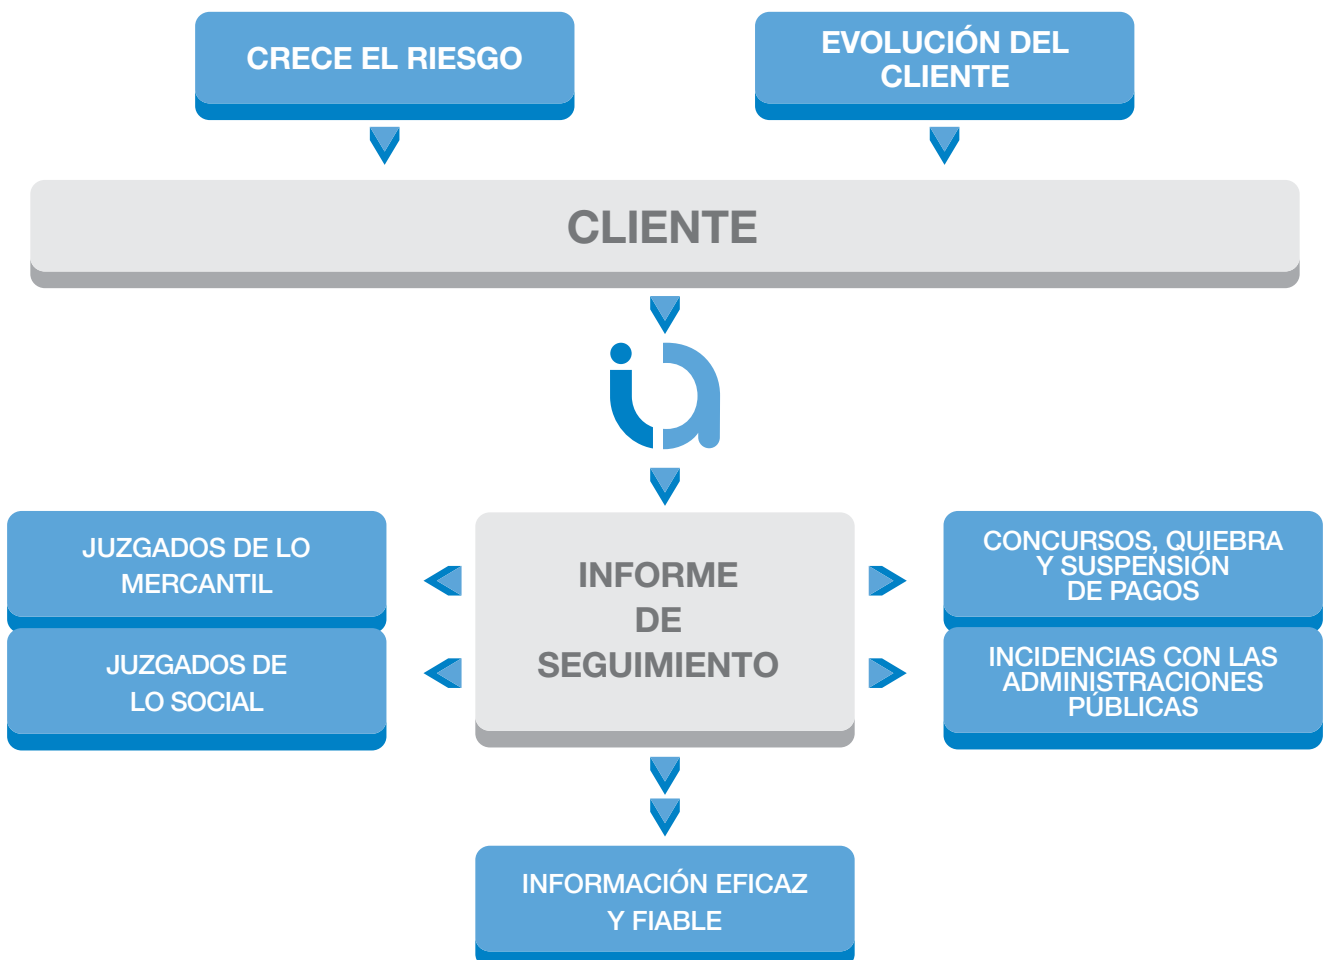 CRECE EL RIESGO
EVOLUCIÓN DEL
CLIENTE
CLIENTE
ia
JUZGADOS DE LO
MERCANTIL
JUZGADOS DE
LO SOCIAL
INFORME
DE
SEGUIMIENTO
CONCURSOS, QUIEBRA
Y SUSPENSIÓN
DE PAGOS
INCIDENCIAS CON LAS
ADMINISTRACIONES
PÚBLICAS
INFORMACIÓN EFICAZ
Y FIABLE